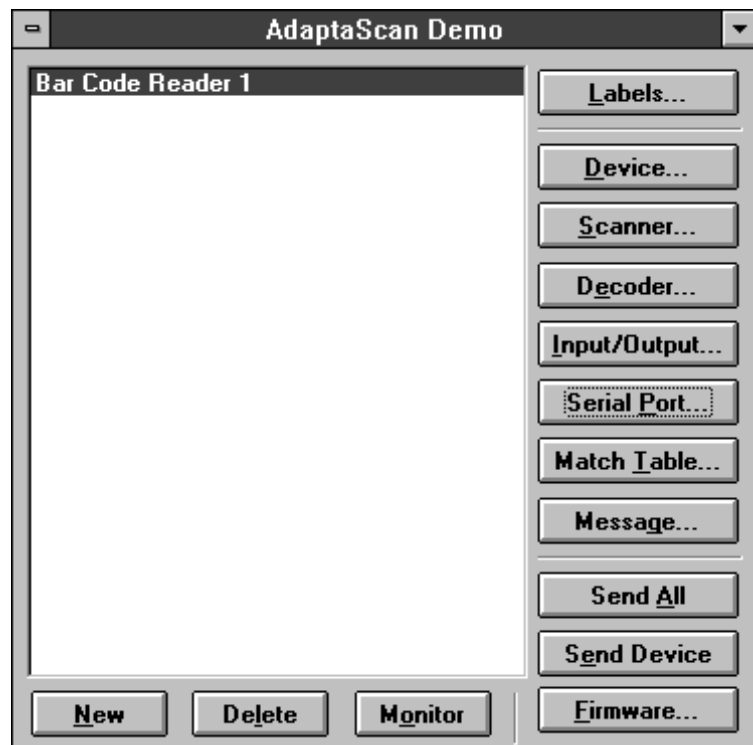 AdaptaScan Demo
Bar Code Reader 1
Labels...
Device...
Scanner...
Decoder...
Input/Output...
Serial Port...
Match Table...
Message...
Send All
Send Device
New Delete Monitor Firmware...